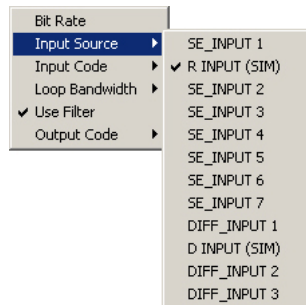 Bit Rate
Input Source
Input Code
Loop Bandwidth
Use Filter
Output Code
SE_INPUT 1
R INPUT (SIM)
SE_INPUT 2
SE_INPUT 3
SE_INPUT 4
SE_INPUT 5
SE_INPUT 6
SE_INPUT 7
DIFF_INPUT 1
D INPUT (SIM)
DIFF_INPUT 2
DIFF_INPUT 3